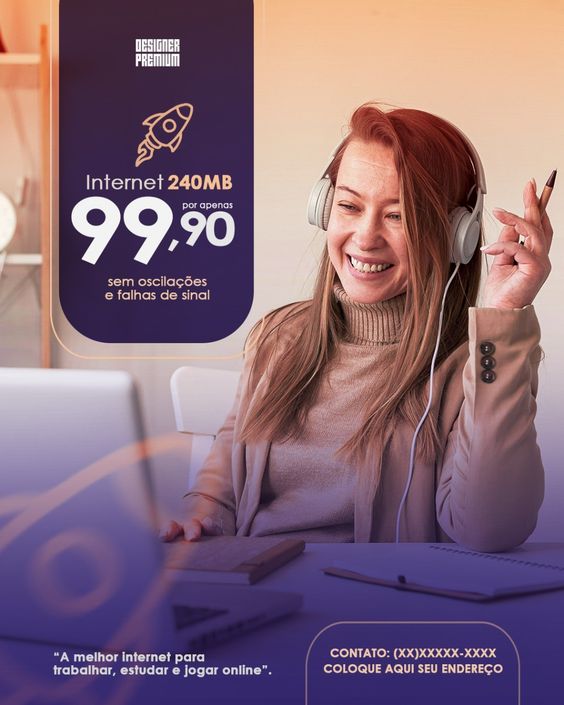 DESIGNER
PREMIUM
Internet 240MB
por apenas
99,90
sem oscilações
e falhas de sinal
“A melhor internet para
trabalhar, estudar e jogar online”.
CONTATO: (XX)XXXXX-XXXX
COLOQUE AQUI SEU ENDEREÇO